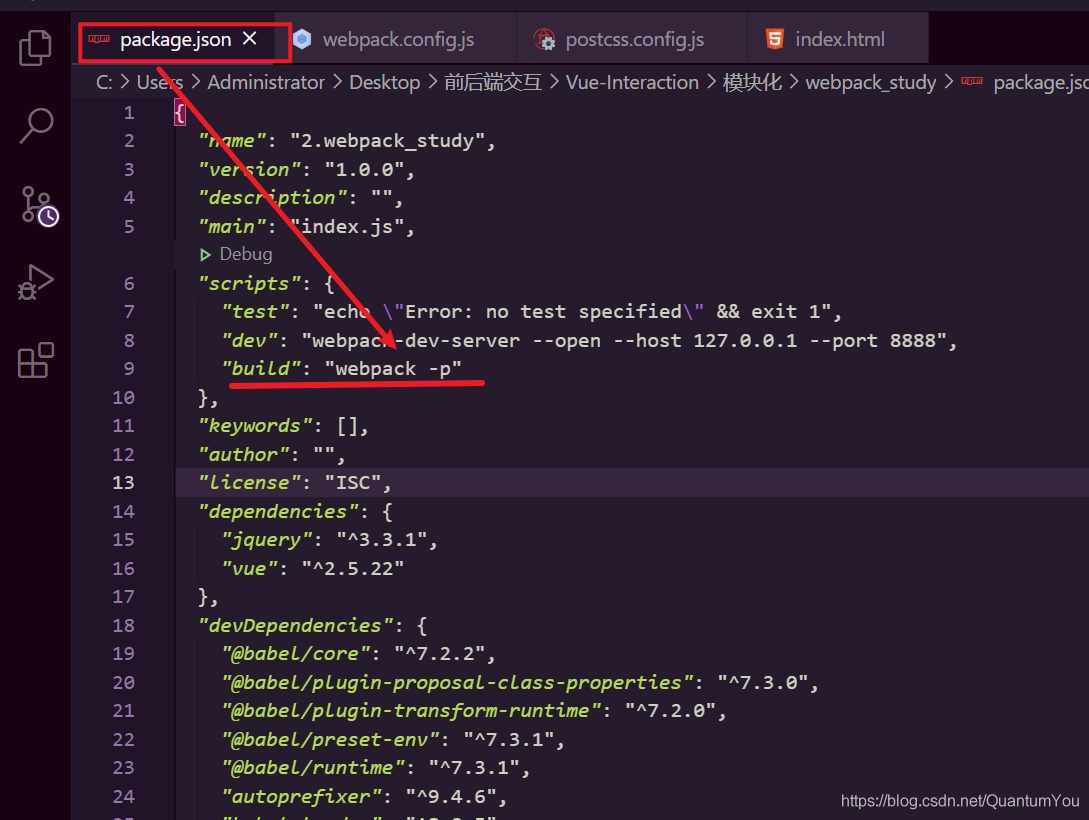 package.json
webpack.config.js
postcss.config.js
index.html
C: > Users > Administrator > Desktop > 前后端交互 > Vue-Interaction > 模块化 > webpack_study > package.jso
1 {
2 "name": "2.webpack_study",
3 "version": "1.0.0",
4 "description": "",
5 "main": "index.js",
Debug
6 "scripts": {
7 "test": "echo \"Error: no test specified\" && exit 1",
8 "dev": "webpack-dev-server --open --host 127.0.0.1 --port 8888",
9 "build": "webpack -p"
10 },
11 "keywords": [],
12 "author": "",
13 "license": "ISC",
14 "dependencies": {
15 "jquery": "^3.3.1",
16 "vue": "^2.5.22"
17 },
18 "devDependencies": {
19 "@babel/core": "^7.2.2",
20 "@babel/plugin-proposal-class-properties": "^7.3.0",
21 "@babel/plugin-transform-runtime": "^7.2.0",
22 "@babel/preset-env": "^7.3.1",
23 "@babel/runtime": "^7.3.1",
24 "autoprefixer": "^9.4.6",
https://blog.csdn.net/QuantumYou